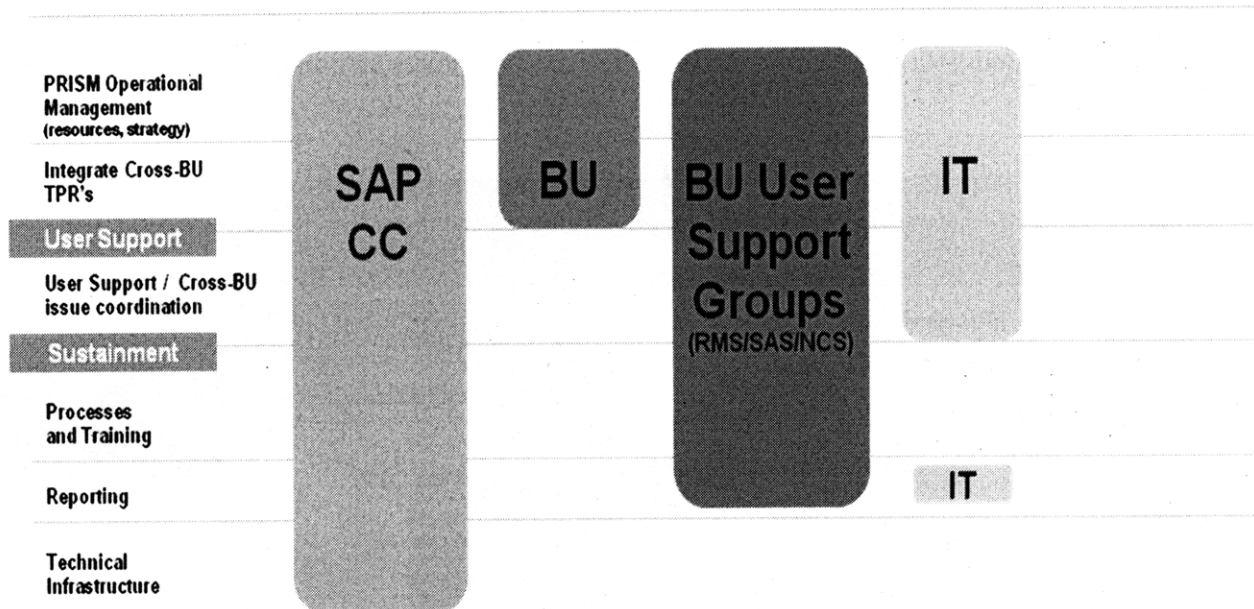 PRISM Operational
Management
(resources, strategy)
Integrate Cross-BU
TPR's
User Support
User Support / Cross-BU
issue coordination
Sustainment
Processes
and Training
Reporting
Technical
Infrastructure
SAP
CC
BU
BU User
Support
Groups
(RMS/SAS/NCS)
IT
IT